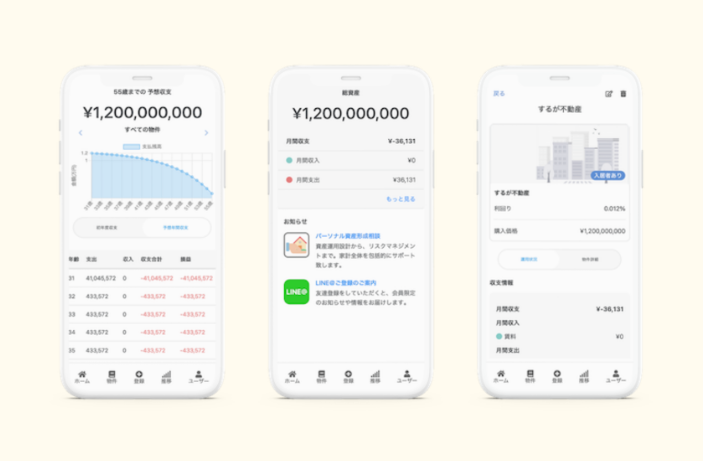 55歳までの 予想収支
¥1,200,000,000
すべての物件
支払残高
予想年間収支
年齢 支出 収入 収支合計 損益
31 41,045,572 0 -41,045,572 -41,045,572
32 433,572 0 -433,572 -433,572
33 433,572 0 -433,572 -433,572
34 433,572 0 -433,572 -433,572
35 433,572 0 -433,572 -433,572
ホーム 物件 登録 推移 ユーザー
総資産
¥1,200,000,000
月間収支 ¥-36,131
月間収入 ¥0
月間支出 ¥36,131
もっと見る
お知らせ
パーソナル資産形成相談
資産運用設計から、リスクマネジメン
トまで。家計全体を包括的にサポート
致します。
LINE@
LINE@ご登録のご案内
友達登録をしていただくと、会員限定
のお知らせや情報をお届けします。
ホーム 物件 登録 推移 ユーザー
戻る
するが不動産
入居者あり
するが不動産
利回り 0.012%
購入価格 ¥1,200,000,000
物件詳細
収支情報
月間収支 ¥-36,131
月間収入
賃料 ¥0
月間支出
ホーム 物件 登録 推移 ユーザー